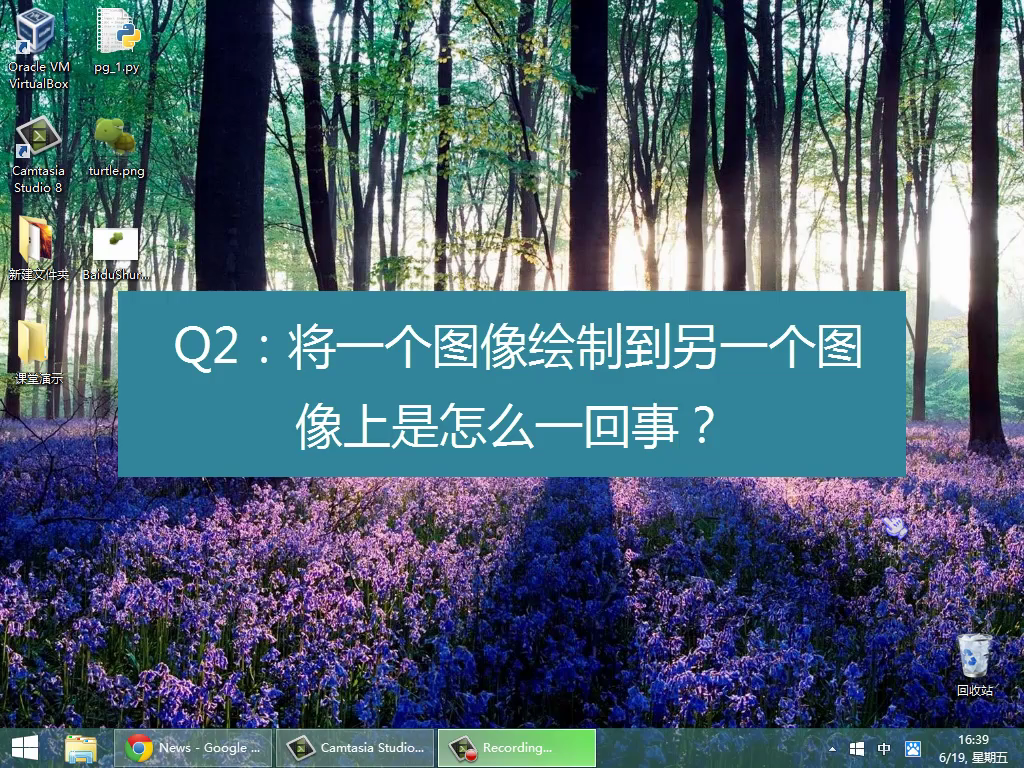 Oracle VM
VirtualBox
pg_1.py
Camtasia
Studio 8
turtle.png
新建文件夹
BaiduShur...
课堂演示
Q2：将一个图像绘制到另一个图
像上是怎么一回事？
回收站
News - Google ...
Camtasia Studio...
Recording...
中
16:39
6/19, 星期五